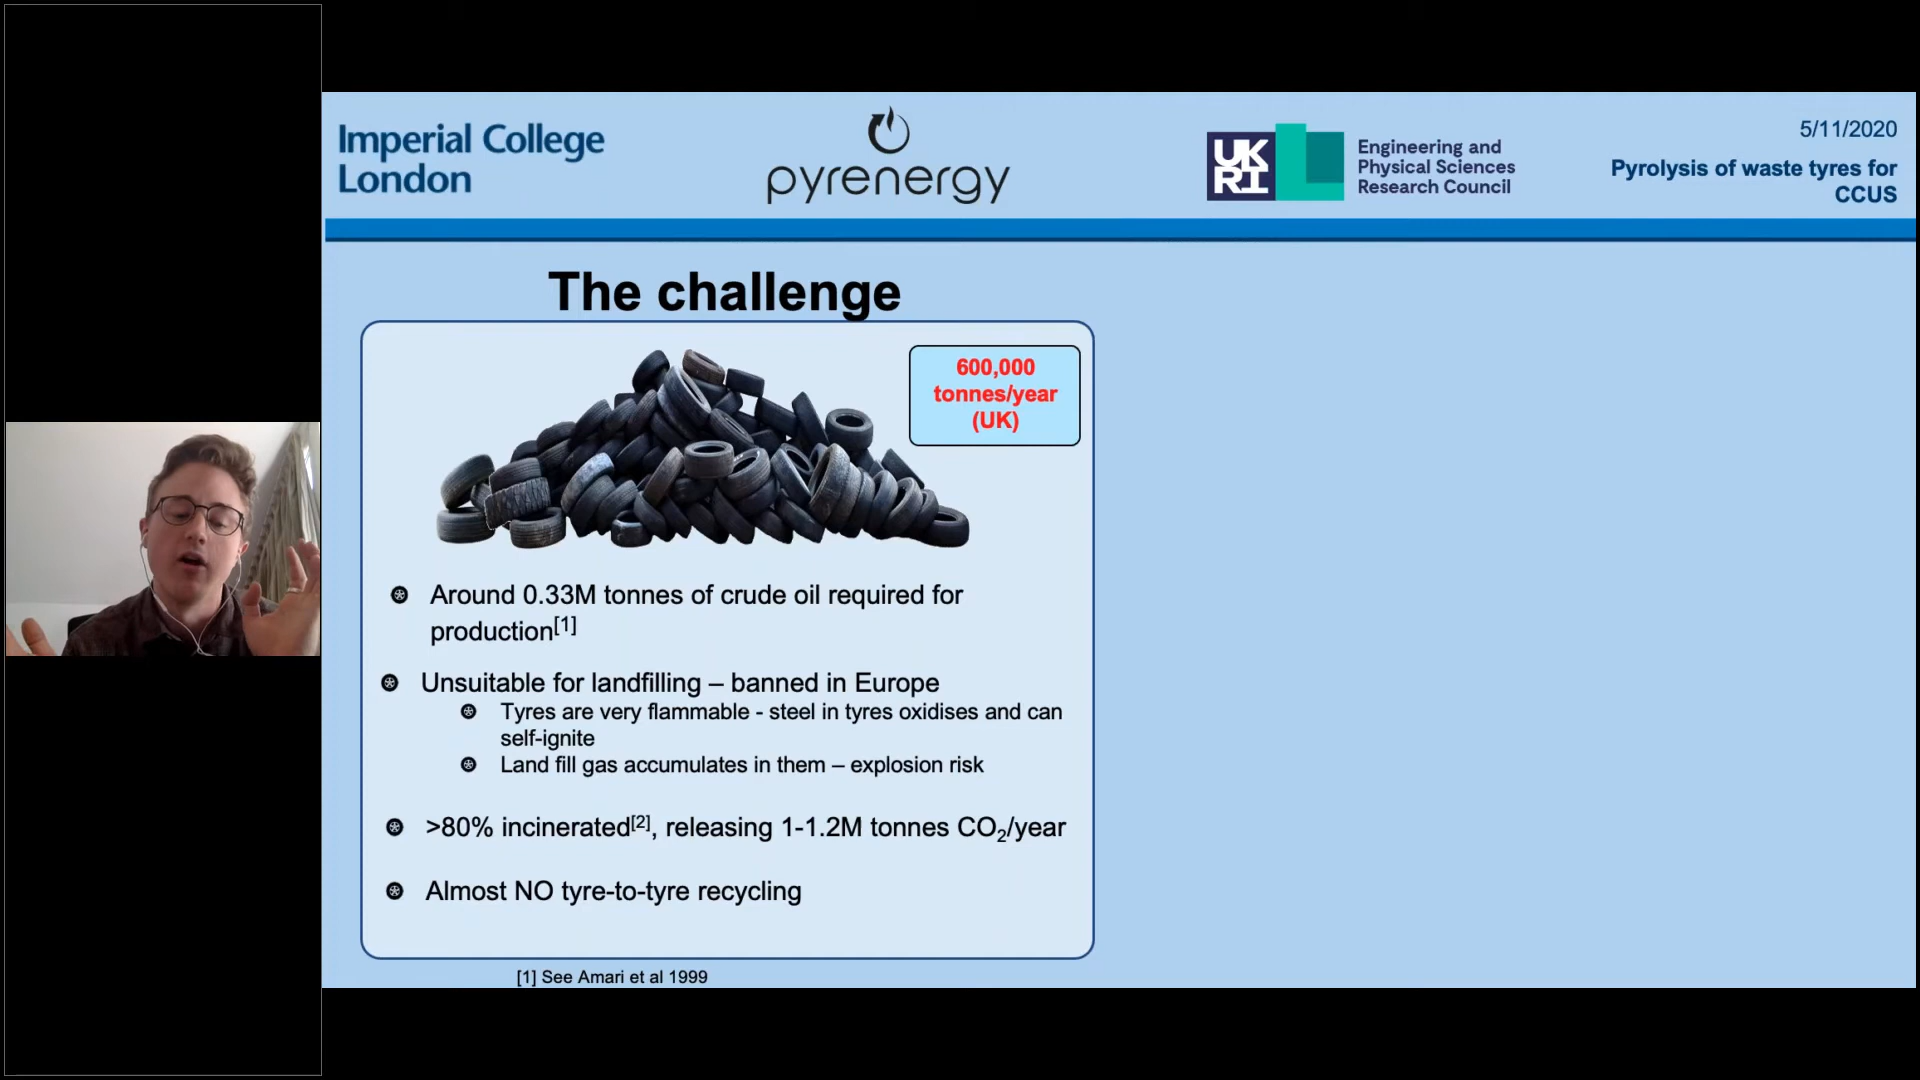 Imperial College
London
pyrenergy
UK
RI
Engineering and
Physical Sciences
Research Council
5/11/2020
Pyrolysis of waste tyres for
CCUS
The challenge
600,000
tonnes/year
(UK)
Around 0.33M tonnes of crude oil required for
production[1]
Unsuitable for landfilling – banned in Europe
Tyres are very flammable - steel in tyres oxidises and can
self-ignite
Land fill gas accumulates in them – explosion risk
>80% incinerated[2], releasing 1-1.2M tonnes CO₂/year
Almost NO tyre-to-tyre recycling
[1] See Amari et al 1999